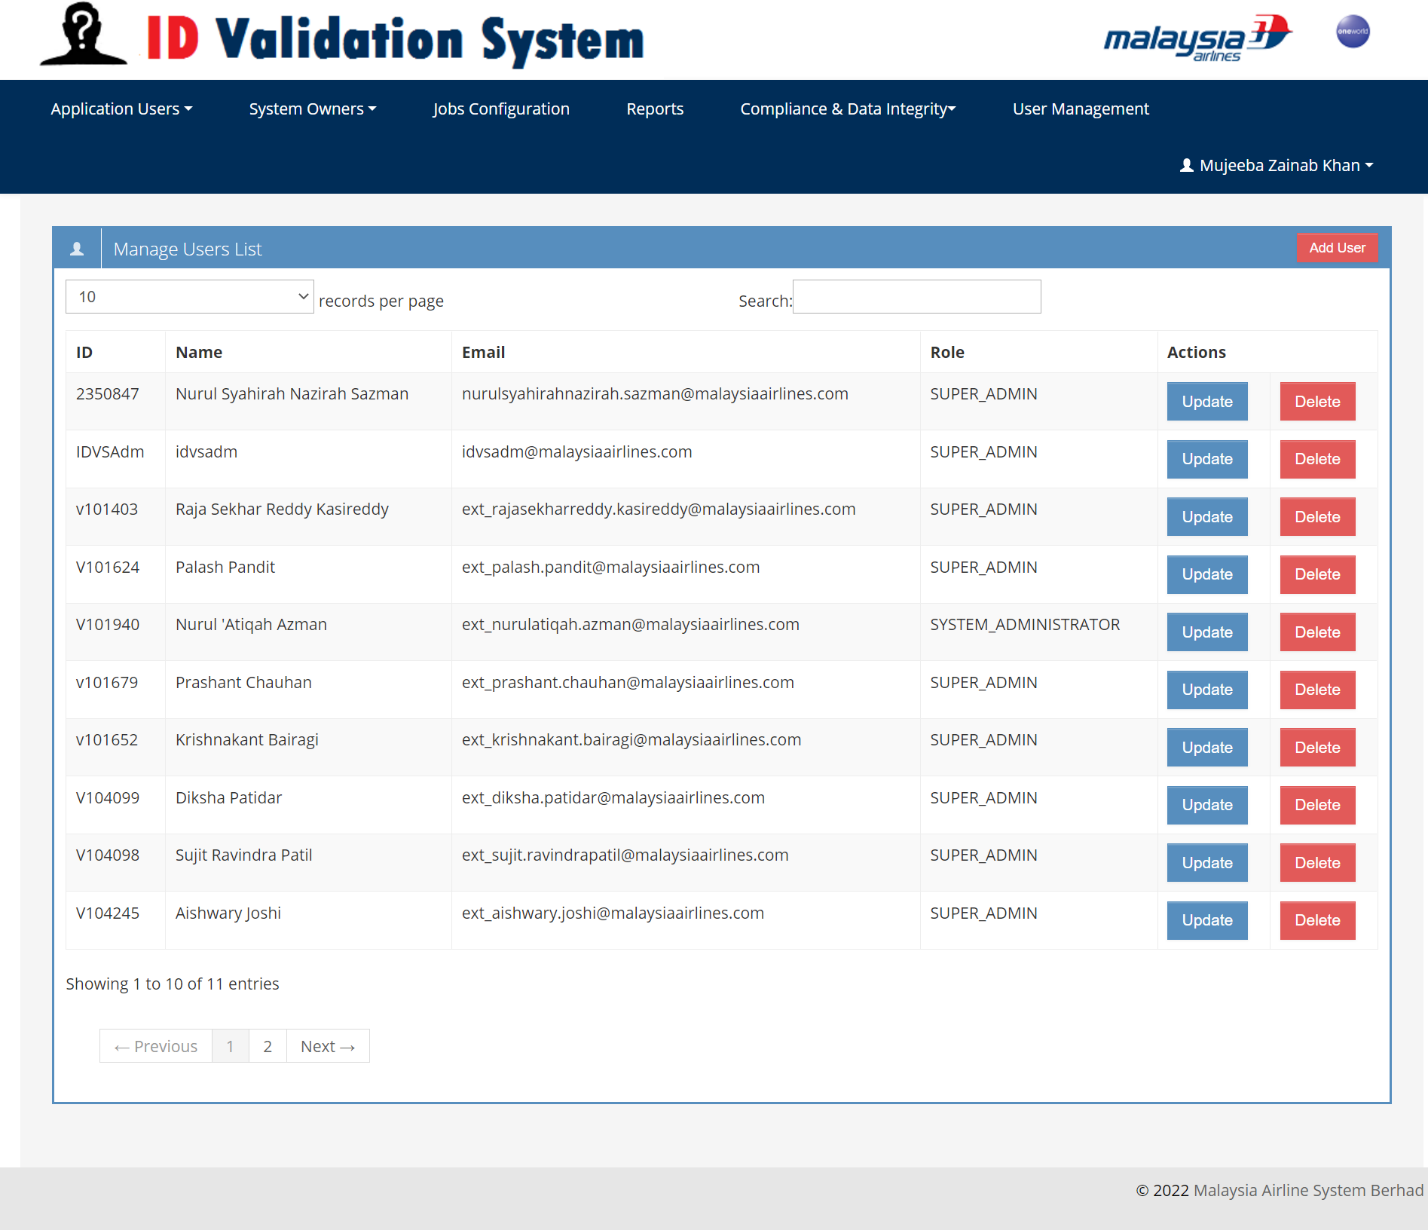 ID Validation System
malaysia
airlines
oneworld
Application Users System Owners Jobs Configuration Reports Compliance & Data Integrity User Management
Mujeeba Zainab Khan
Manage Users List Add User
10 records per page Search:
ID Name Email Role Actions
2350847 Nurul Syahirah Nazirah Sazman nurulsyahirahnazirah.sazman@malaysiaairlines.com SUPER_ADMIN Update Delete
IDVSAdm idvsadm idvsadm@malaysiaairlines.com SUPER_ADMIN Update Delete
v101403 Raja Sekhar Reddy Kasireddy ext_rajasekharreddy.kasireddy@malaysiaairlines.com SUPER_ADMIN Update Delete
V101624 Palash Pandit ext_palash.pandit@malaysiaairlines.com SUPER_ADMIN Update Delete
V101940 Nurul 'Atiqah Azman ext_nurulatiqah.azman@malaysiaairlines.com SYSTEM_ADMINISTRATOR Update Delete
v101679 Prashant Chauhan ext_prashant.chauhan@malaysiaairlines.com SUPER_ADMIN Update Delete
v101652 Krishnakant Bairagi ext_krishnakant.bairagi@malaysiaairlines.com SUPER_ADMIN Update Delete
V104099 Diksha Patidar ext_diksha.patidar@malaysiaairlines.com SUPER_ADMIN Update Delete
V104098 Sujit Ravindra Patil ext_sujit.ravindrapatil@malaysiaairlines.com SUPER_ADMIN Update Delete
V104245 Aishwary Joshi ext_aishwary.joshi@malaysiaairlines.com SUPER_ADMIN Update Delete
Showing 1 to 10 of 11 entries
← Previous 1 2 Next →
© 2022 Malaysia Airline System Berhad